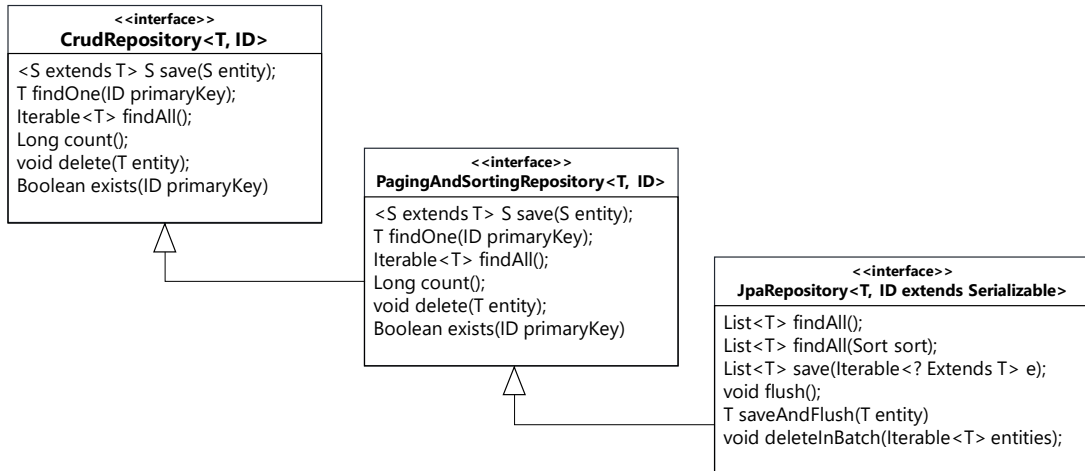 <<interface>>
CrudRepository<T, ID>
<S extends T> S save(S entity);
T findOne(ID primaryKey);
Iterable<T> findAll();
Long count();
void delete(T entity);
Boolean exists(ID primaryKey)
<<interface>>
PagingAndSortingRepository<T, ID>
<S extends T> S save(S entity);
T findOne(ID primaryKey);
Iterable<T> findAll();
Long count();
void delete(T entity);
Boolean exists(ID primaryKey)
<<interface>>
JpaRepository<T, ID extends Serializable>
List<T> findAll();
List<T> findAll(Sort sort);
List<T> save(Iterable<? Extends T> e);
void flush();
T saveAndFlush(T entity)
void deleteInBatch(Iterable<T> entities);